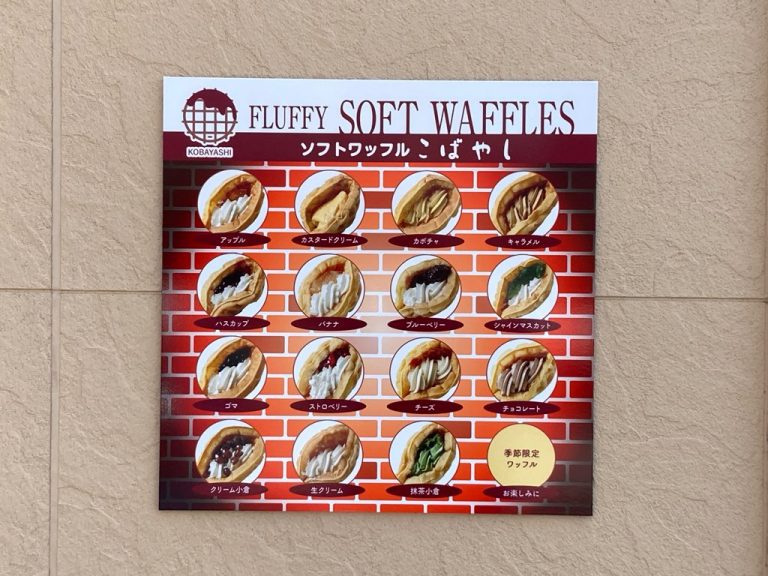 KOBAYASHI
FLUFFY SOFT WAFFLES
ソフトワッフル こばやし
アップル
カスタードクリーム
カボチャ
キャラメル
ハスカップ
バナナ
ブルーベリー
シャインマスカット
ゴマ
ストロベリー
チーズ
チョコレート
クリーム小倉
生クリーム
抹茶小倉
季節限定
ワッフル
お楽しみに